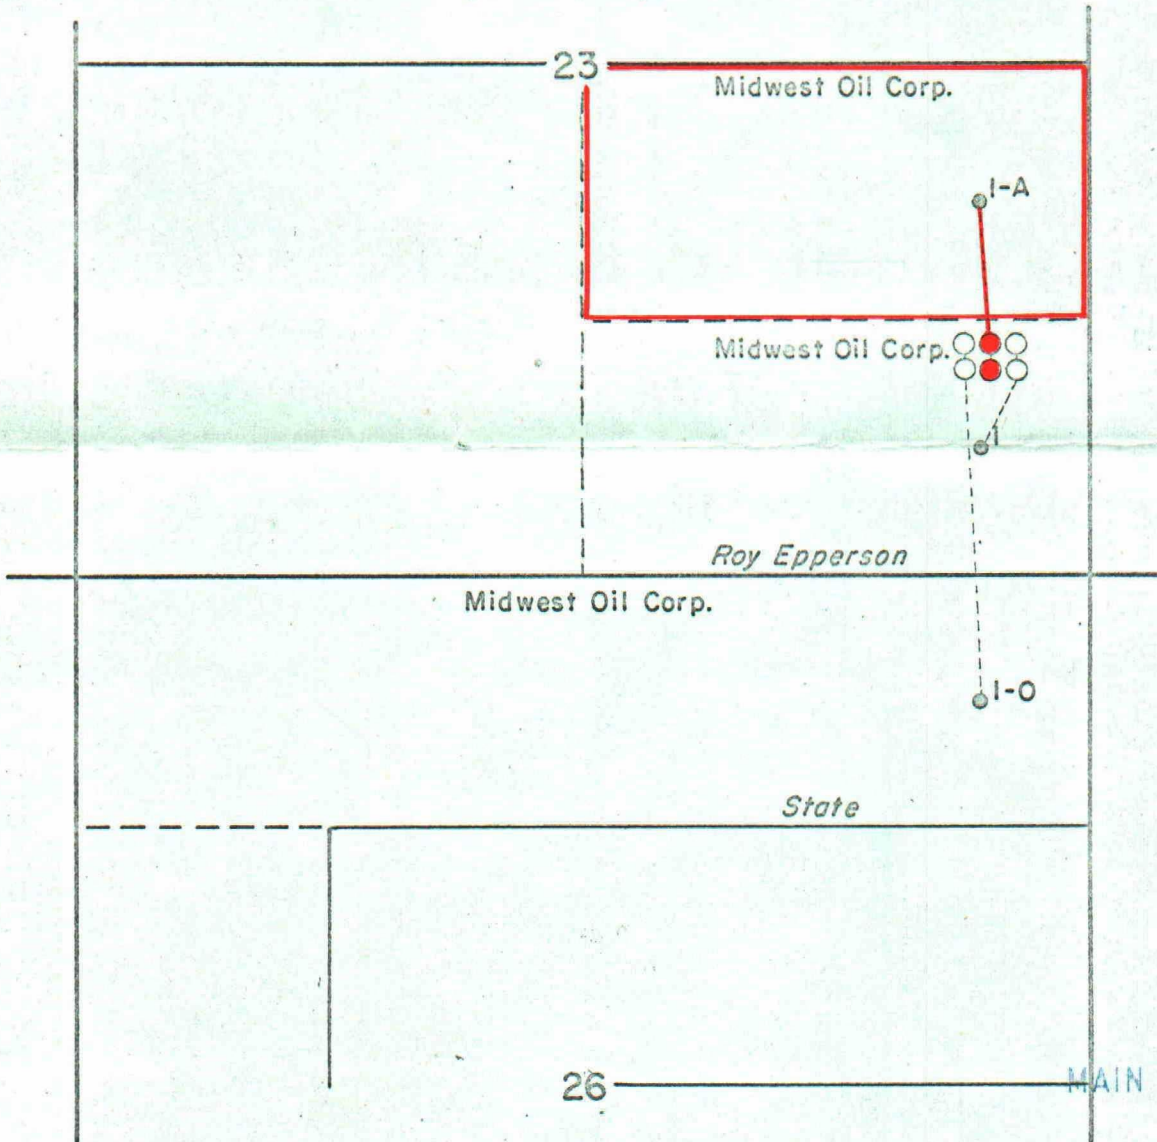 23
Midwest Oil Corp.
1-A
Midwest Oil Corp.
1
Roy Epperson
Midwest Oil Corp.
1-O
State
26
MAIN